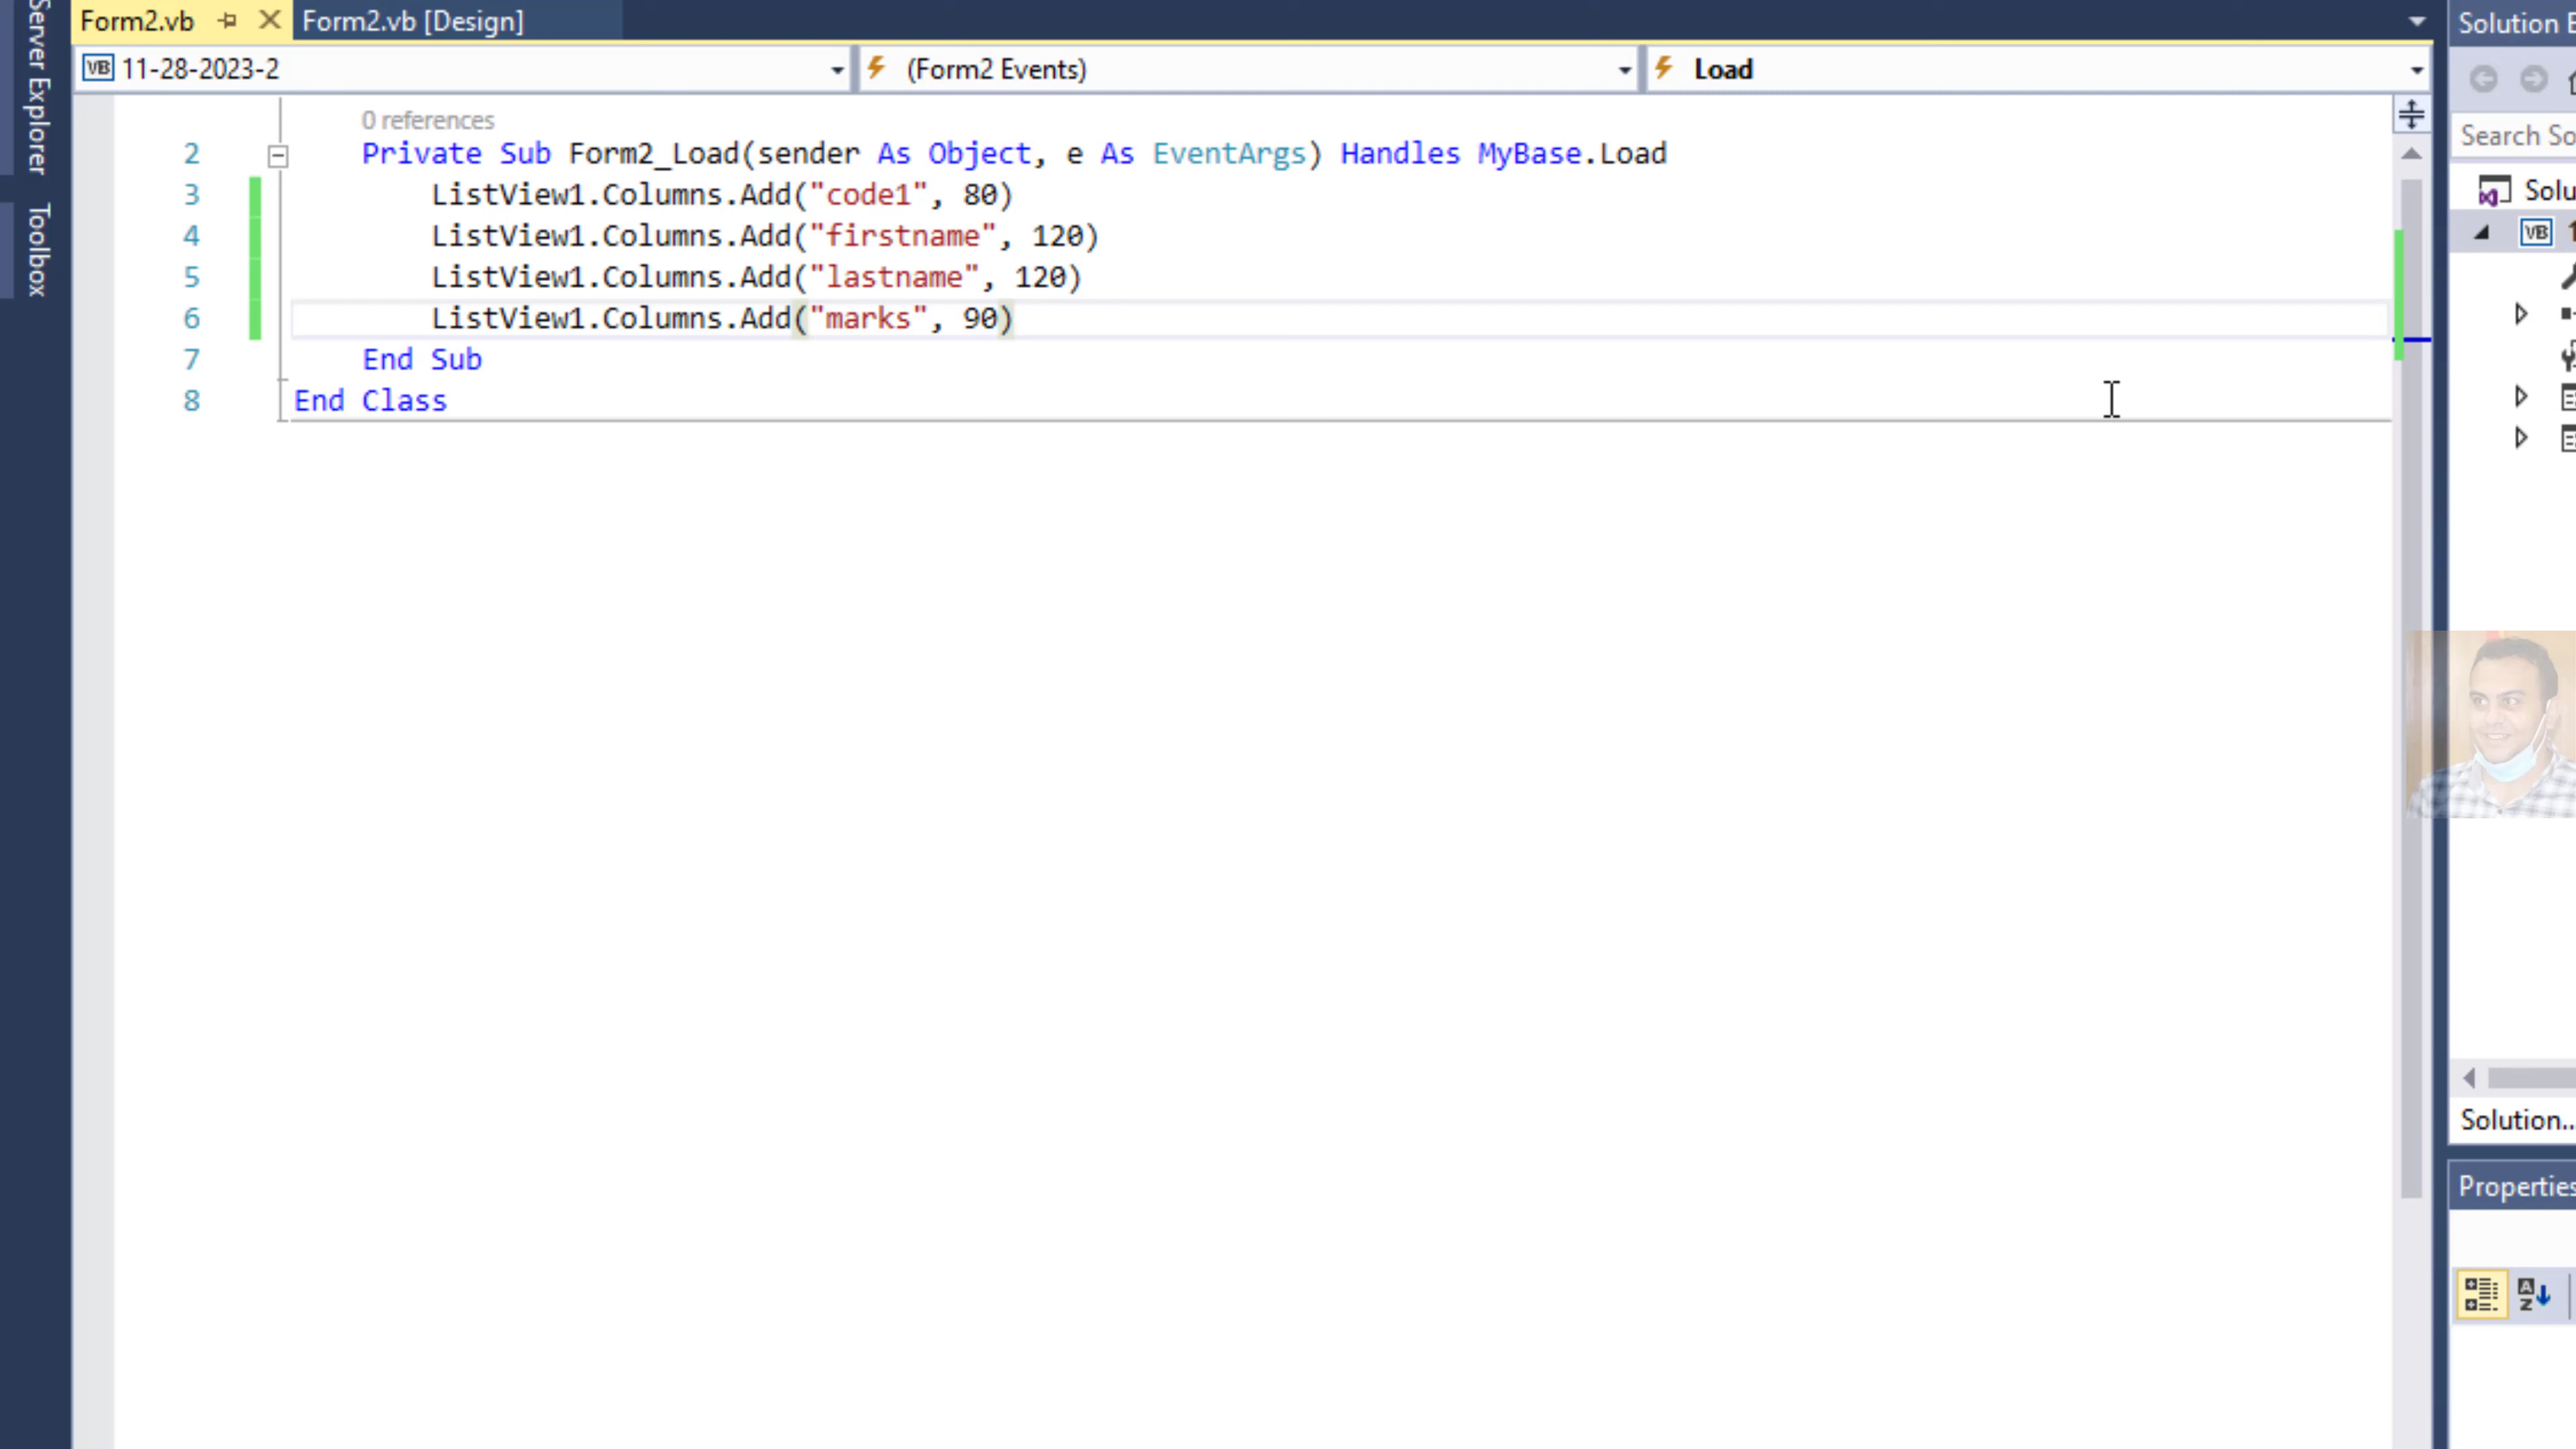 Server Explorer
Toolbox
Form2.vb
Form2.vb [Design]
VB 11-28-2023-2
(Form2 Events)
Load
0 references
2 Private Sub Form2_Load(sender As Object, e As EventArgs) Handles MyBase.Load
3 ListView1.Columns.Add("code1", 80)
4 ListView1.Columns.Add("firstname", 120)
5 ListView1.Columns.Add("lastname", 120)
6 ListView1.Columns.Add("marks", 90)
7 End Sub
8 End Class
Solution E
Search So
Solu
VB 1
Solution...
Properties